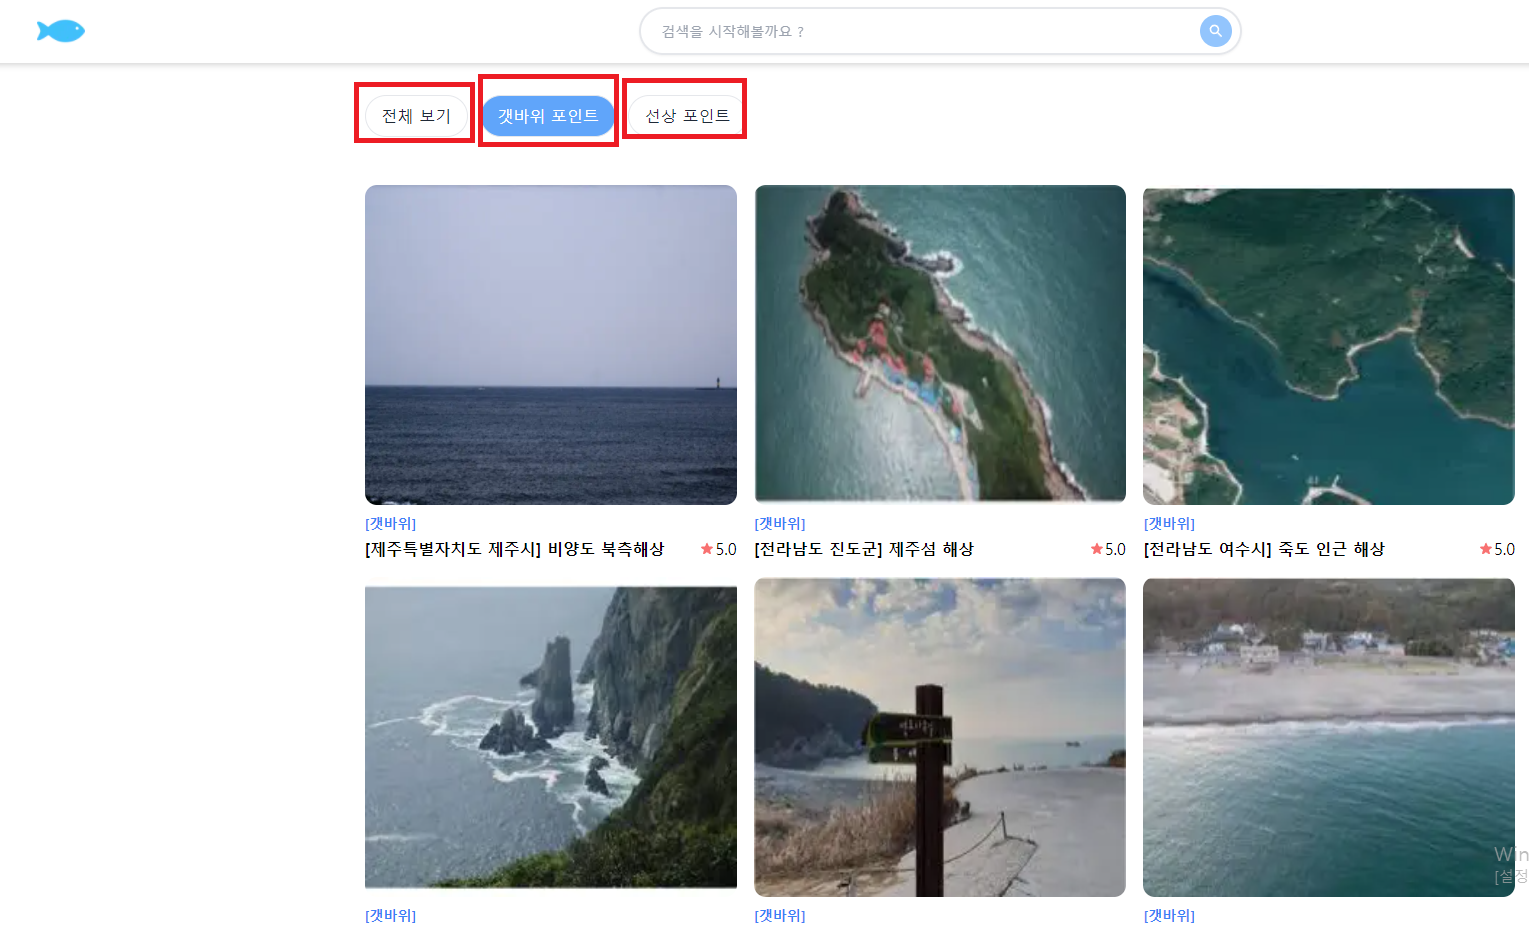 검색을 시작해볼까요 ?
전체 보기
갯바위 포인트
선상 포인트
[갯바위]
[제주특별자치도 제주시] 비양도 북측해상
5.0
[갯바위]
[전라남도 진도군] 제주섬 해상
5.0
[갯바위]
[전라남도 여수시] 죽도 인근 해상
5.0
Win
[설정
[갯바위]
[갯바위]
[갯바위]